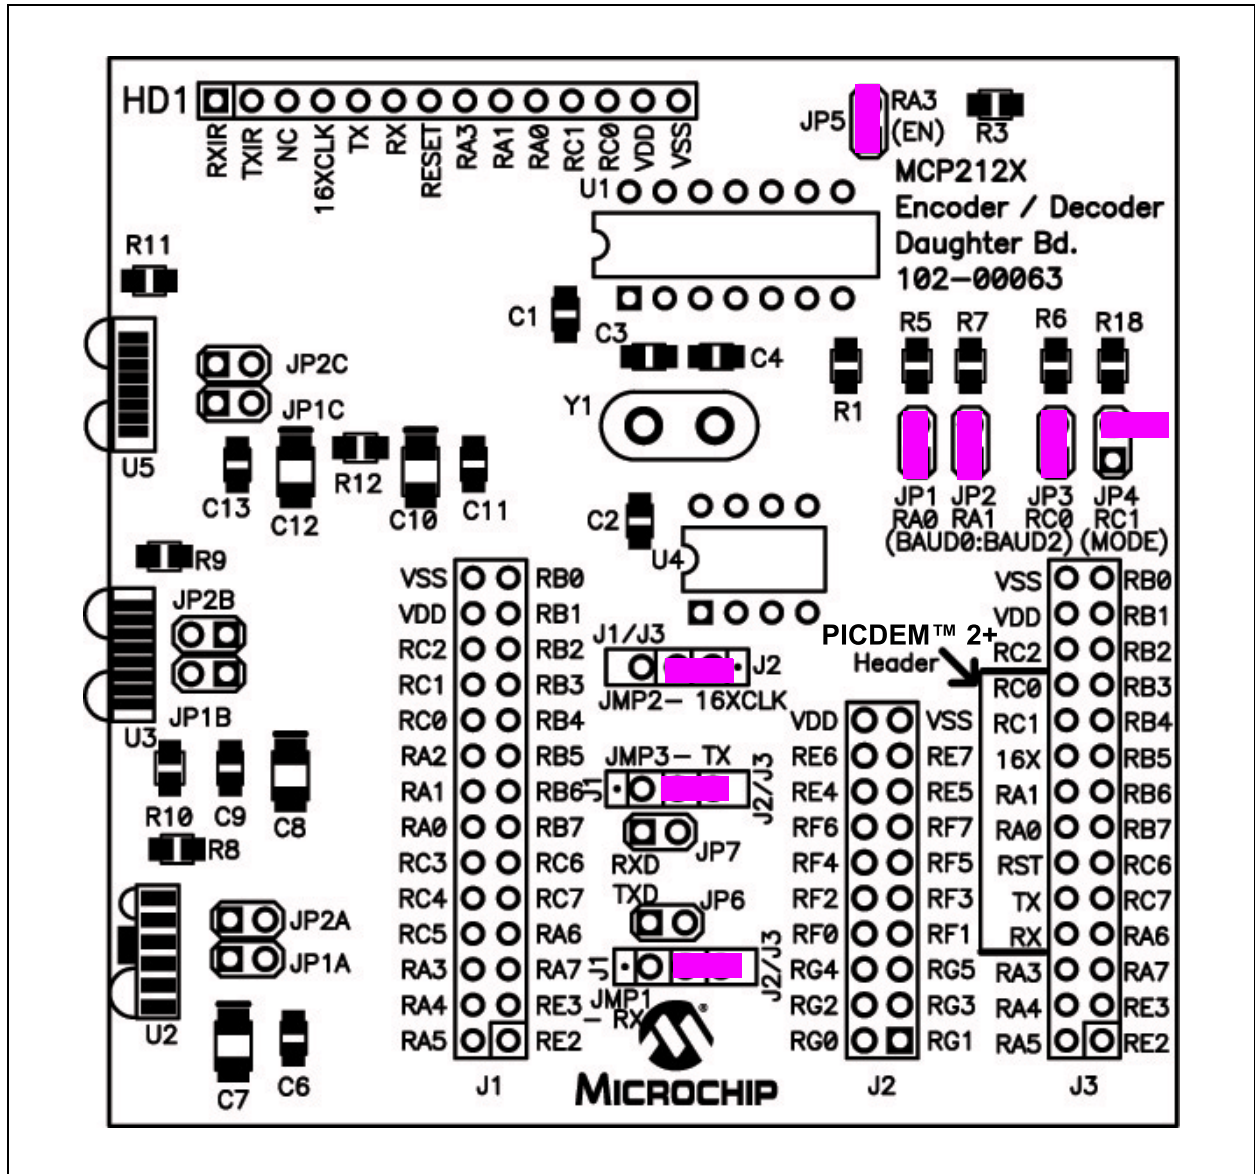 HD1
RXIR
TXIR
NC
16XCLK
TX
RX
RESET
RA3
RA1
RA0
RC1
RC0
VDD
VSS
JP5
RA3
(EN)
R3
U1
MCP212X
Encoder / Decoder
Daughter Bd.
102-00063
R11
C1
C3
C4
R5
R7
R6
R18
JP2C
JP1C
Y1
R1
U5
C13
C12
R12
C10
C11
C2
U4
JP1
JP2
JP3
JP4
RA0
RA1
RC0
RC1
(BAUD0:BAUD2) (MODE)
R9
JP2B
JP1B
U3
R10
C9
C8
R8
JP2A
JP1A
U2
C7
C6
VSS RB0
VDD RB1
RC2 RB2
RC1 RB3
RC0 RB4
RA2 RB5
RA1 RB6
RA0 RB7
RC3 RC6
RC4 RC7
RC5 RA6
RA3 RA7
RA4 RE3
RA5 RE2
J1
J1/J3
J2
JMP2- 16XCLK
JMP3- TX
J1
J2/J3
JP7
RXD
TXD
JP6
J1
J2/J3
JMP1
- RX
®
MICROCHIP
PICDEM™ 2+
Header
VDD VSS
RE6 RE7
RE4 RE5
RF6 RF7
RF4 RF5
RF2 RF3
RF0 RF1
RG4 RG5
RG2 RG3
RG0 RG1
J2
VSS RB0
VDD RB1
RC2 RB2
RC0 RB3
RC1 RB4
16X RB5
RA1 RB6
RA0 RB7
RST RC6
TX RC7
RX RA6
RA3 RA7
RA4 RE3
RA5 RE2
J3